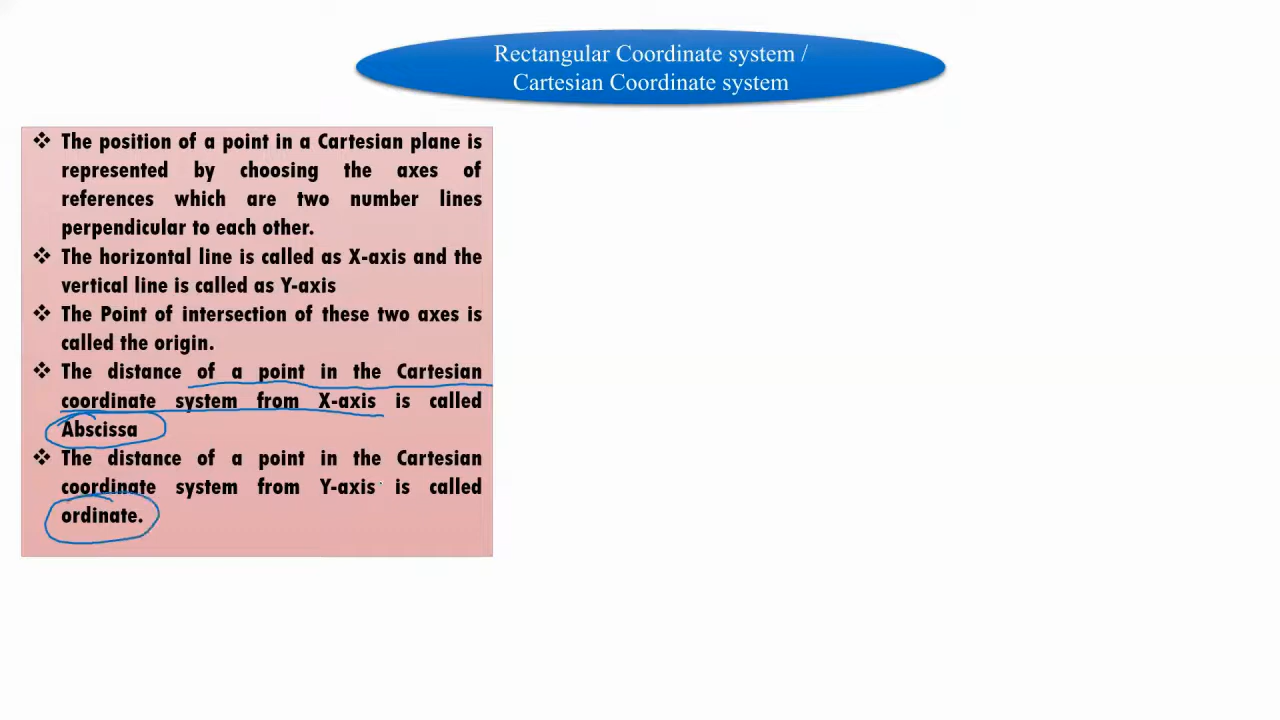 Rectangular Coordinate system /
Cartesian Coordinate system
❖ The position of a point in a Cartesian plane is
represented by choosing the axes of
references which are two number lines
perpendicular to each other.
❖ The horizontal line is called as X-axis and the
vertical line is called as Y-axis
❖ The Point of intersection of these two axes is
called the origin.
❖ The distance of a point in the Cartesian
coordinate system from X-axis is called
Abscissa
❖ The distance of a point in the Cartesian
coordinate system from Y-axis is called
ordinate.